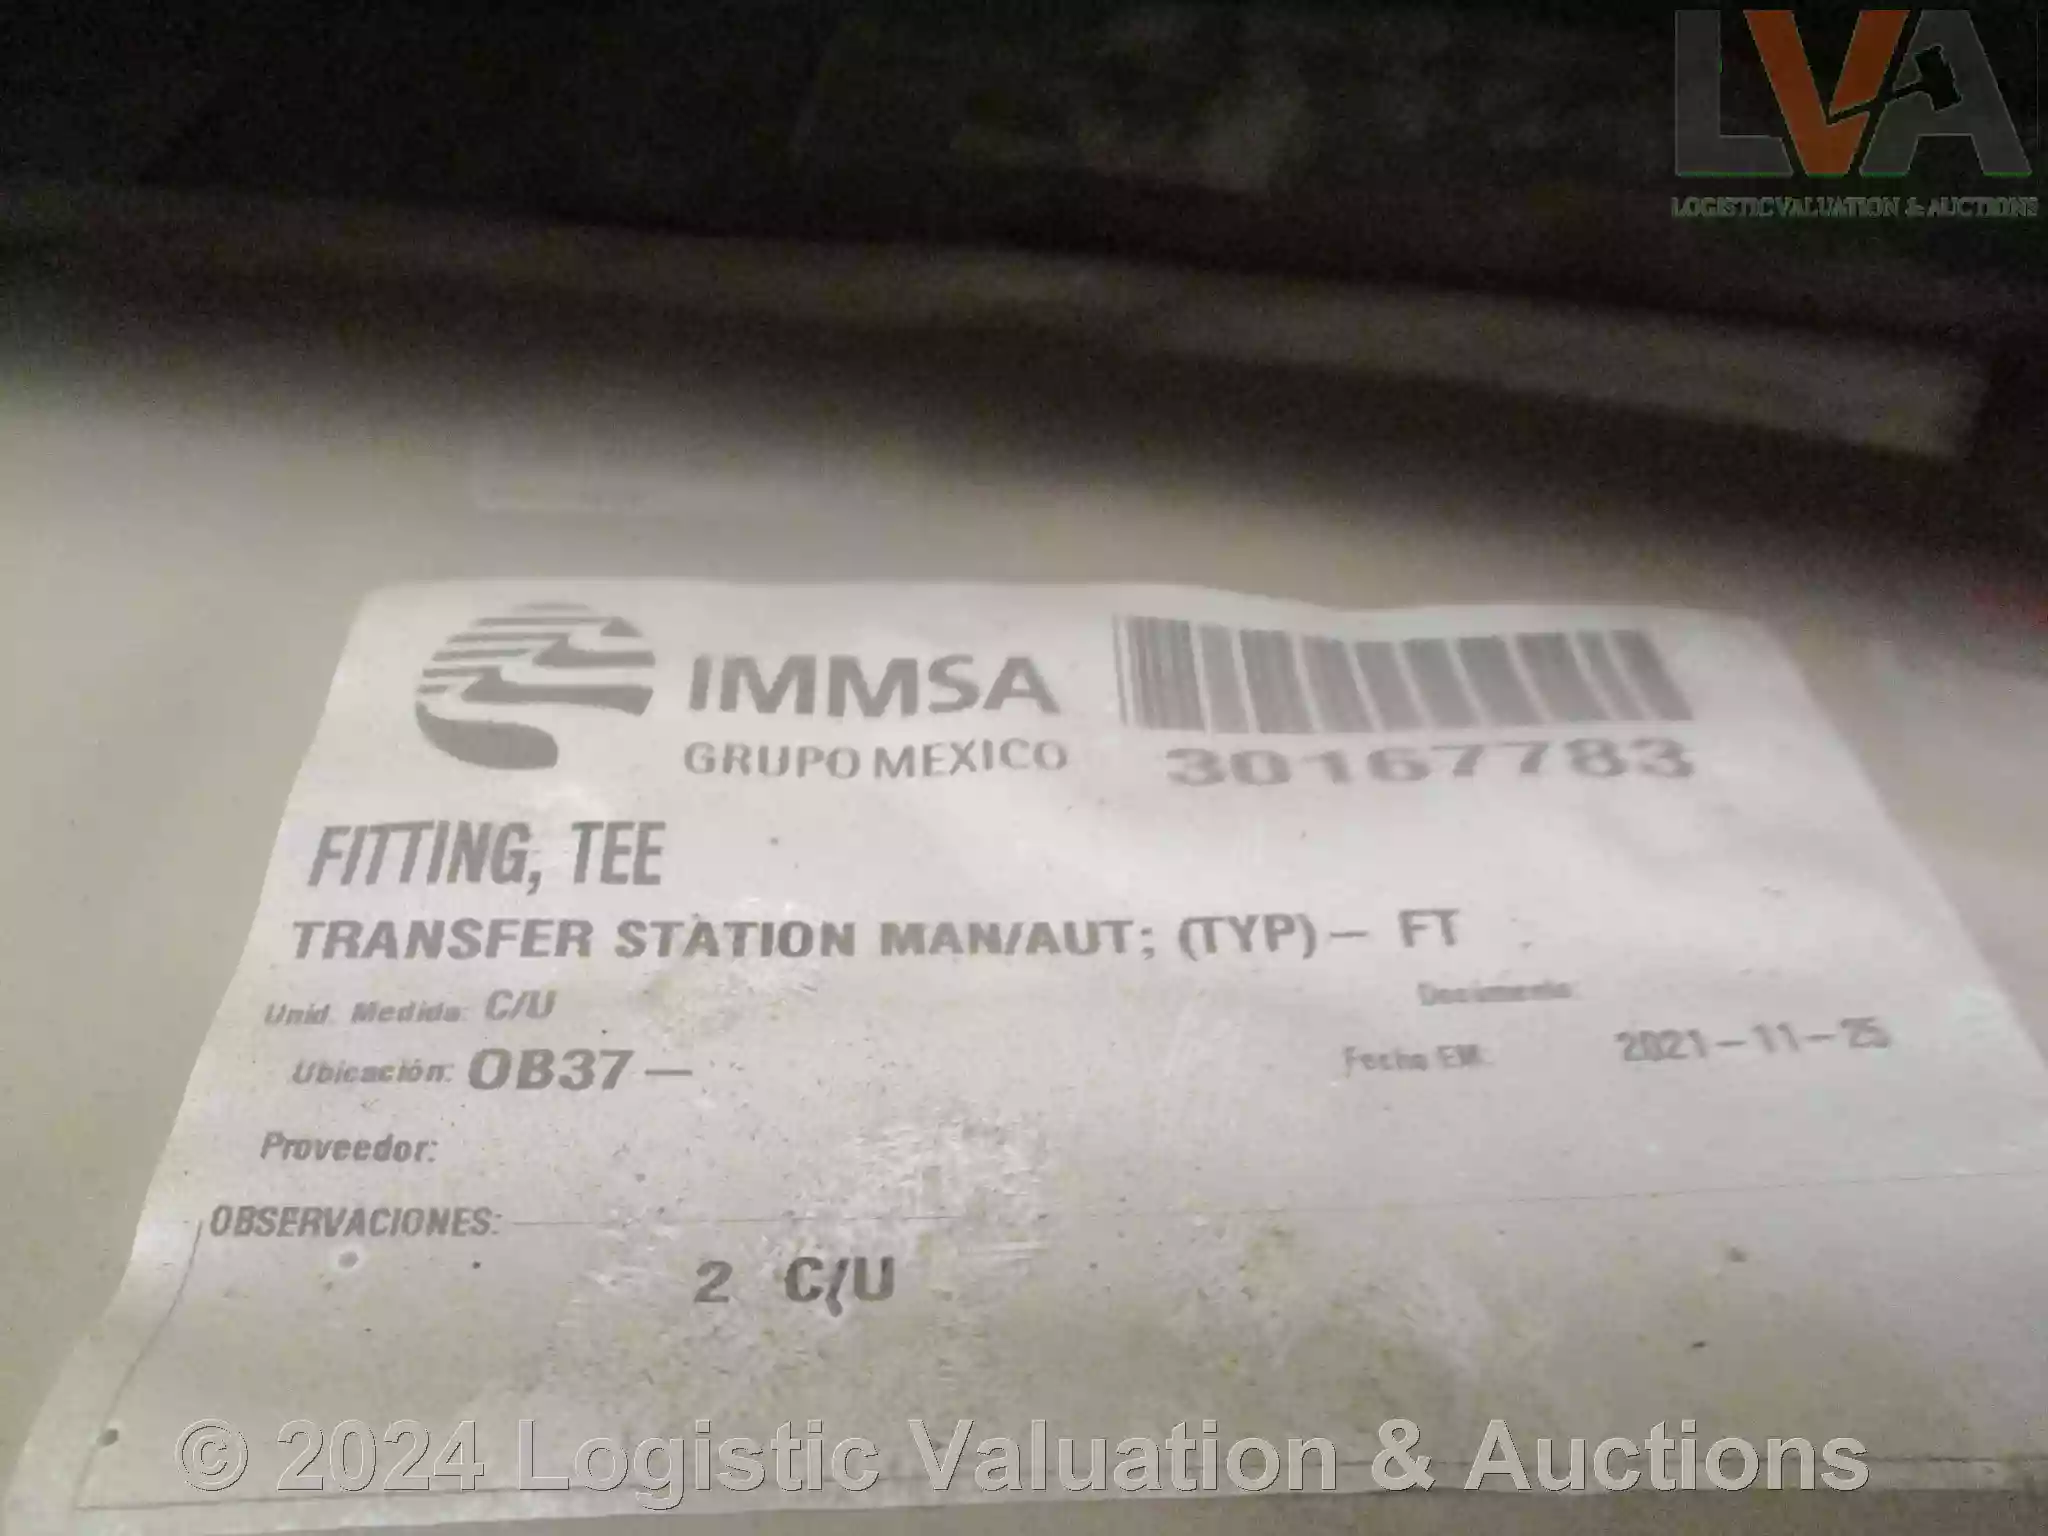 LVA
LOGISTIC VALUATION & AUCTIONS
IMMSA
GRUPO MEXICO
30167783
FITTING, TEE
TRANSFER STATION MAN/AUT; (TYP)- FT
Unid. Medida: C/U
Documento:
Ubicación: OB37-
Fecha EM: 2021-11-25
Proveedor:
OBSERVACIONES:
2 C/U
© 2024 Logistic Valuation & Auctions